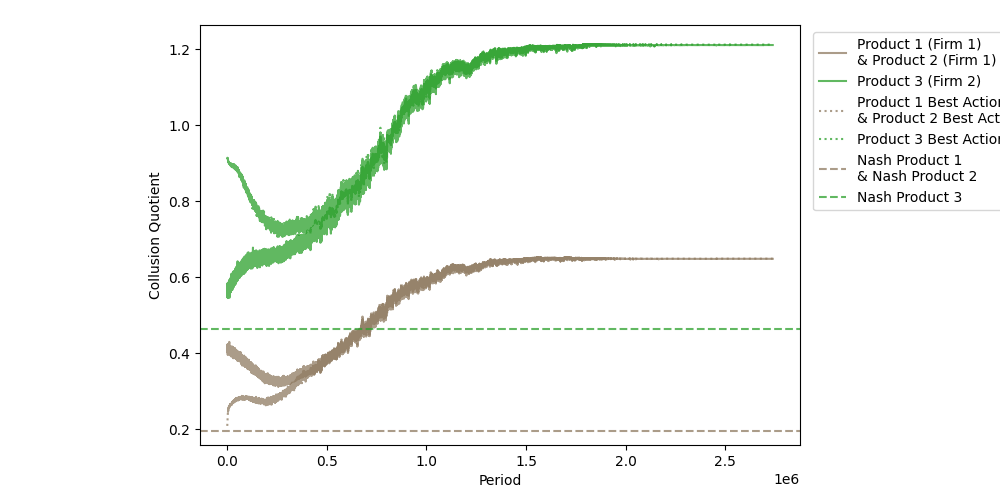 1.2
1.0
0.8
0.6
0.4
0.2
Collusion Quotient
0.0
0.5
1.0
1.5
2.0
2.5
1e6
Period
Product 1 (Firm 1)
& Product 2 (Firm 1)
Product 3 (Firm 2)
Product 1 Best Action
& Product 2 Best Act
Product 3 Best Action
Nash Product 1
& Nash Product 2
Nash Product 3